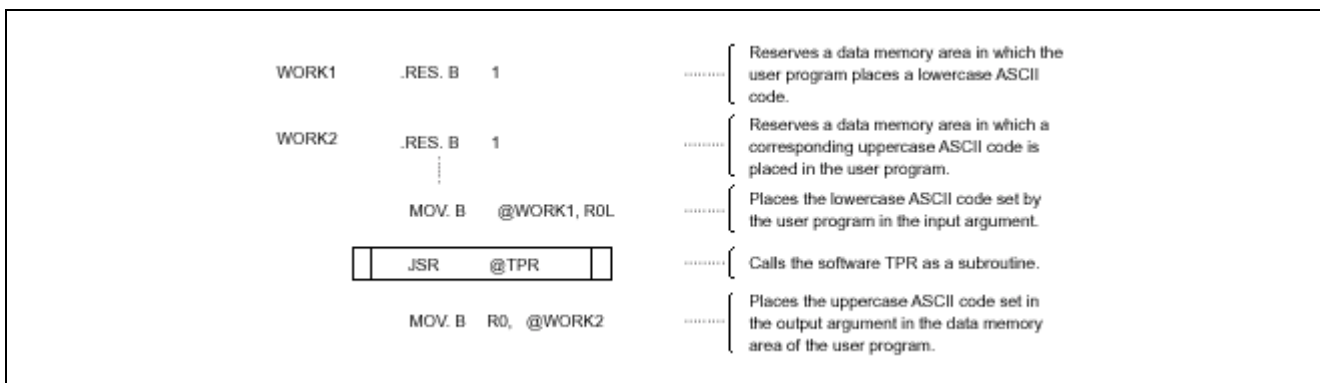 WORK1 .RES. B 1 Reserves a data memory area in which the
user program places a lowercase ASCII
code.
WORK2 .RES. B 1 Reserves a data memory area in which a
corresponding uppercase ASCII code is
placed in the user program.
MOV. B @WORK1, R0L Places the lowercase ASCII code set by
the user program in the input argument.
JSR @TPR Calls the software TPR as a subroutine.
MOV. B R0, @WORK2 Places the uppercase ASCII code set in
the output argument in the data memory
area of the user program.